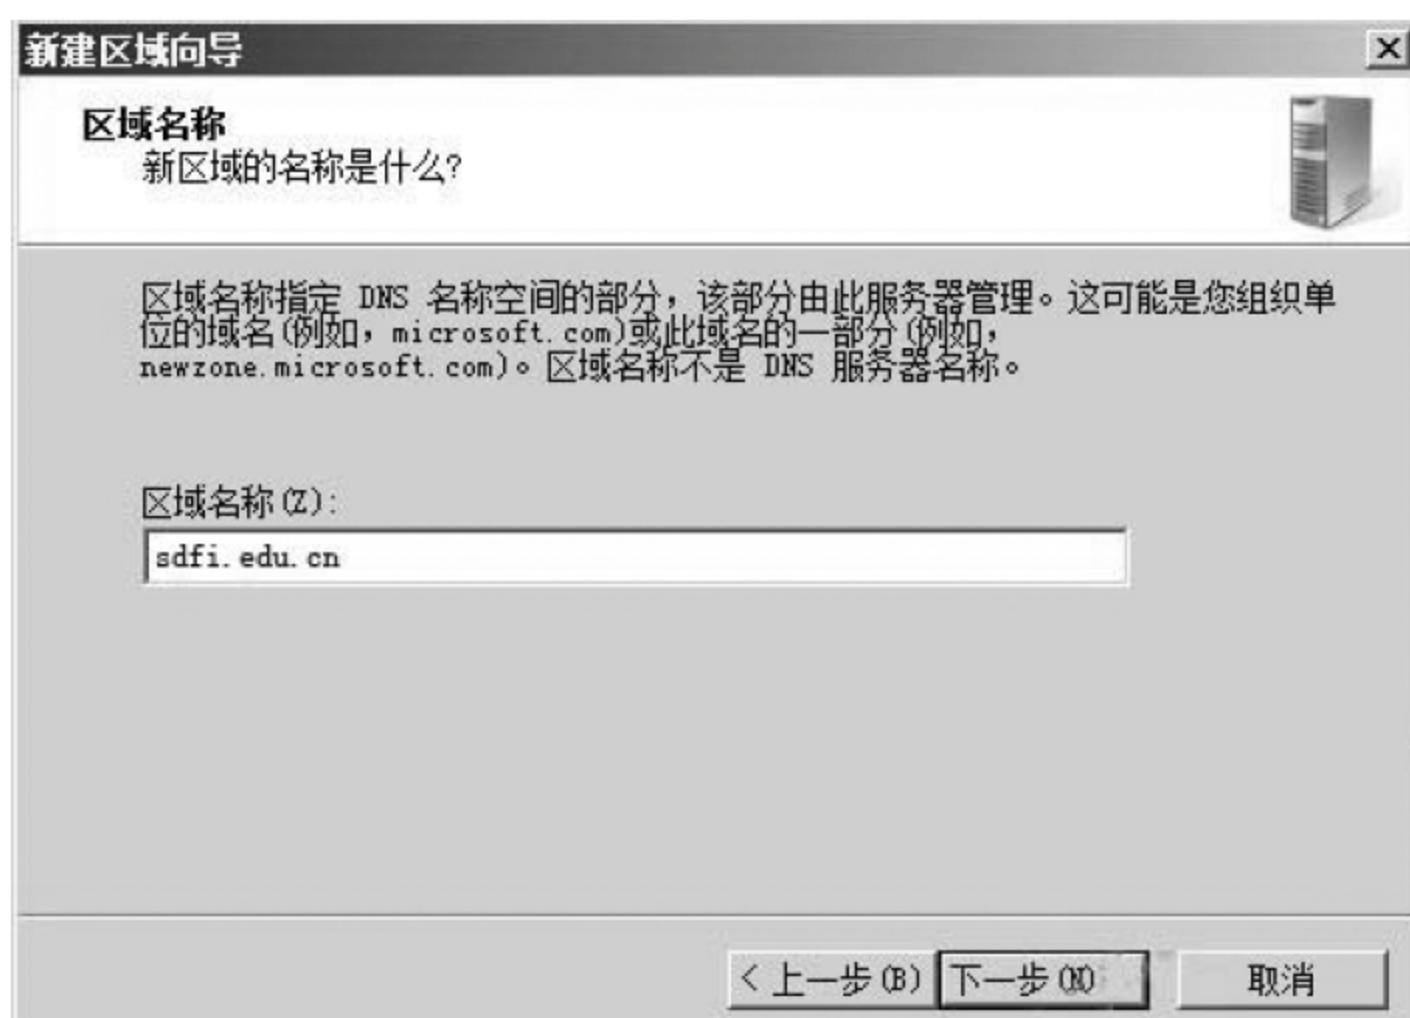 新建区域向导
区域名称
新区域的名称是什么?
区域名称指定 DNS 名称空间的部分，该部分由此服务器管理。这可能是您组织单
位的域名(例如，microsoft.com)或此域名的一部分(例如，
newzone.microsoft.com)。区域名称不是 DNS 服务器名称。
区域名称(Z):
sdfi.edu.cn
< 上一步(B) 下一步(N) 取消